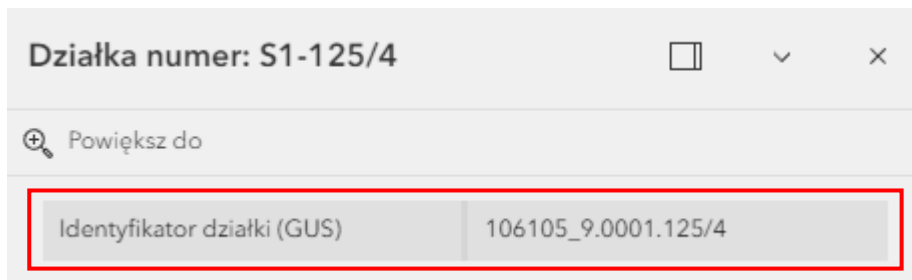 Działka numer: S1-125/4
Powiększ do
Identyfikator działki (GUS) 106105_9.0001.125/4